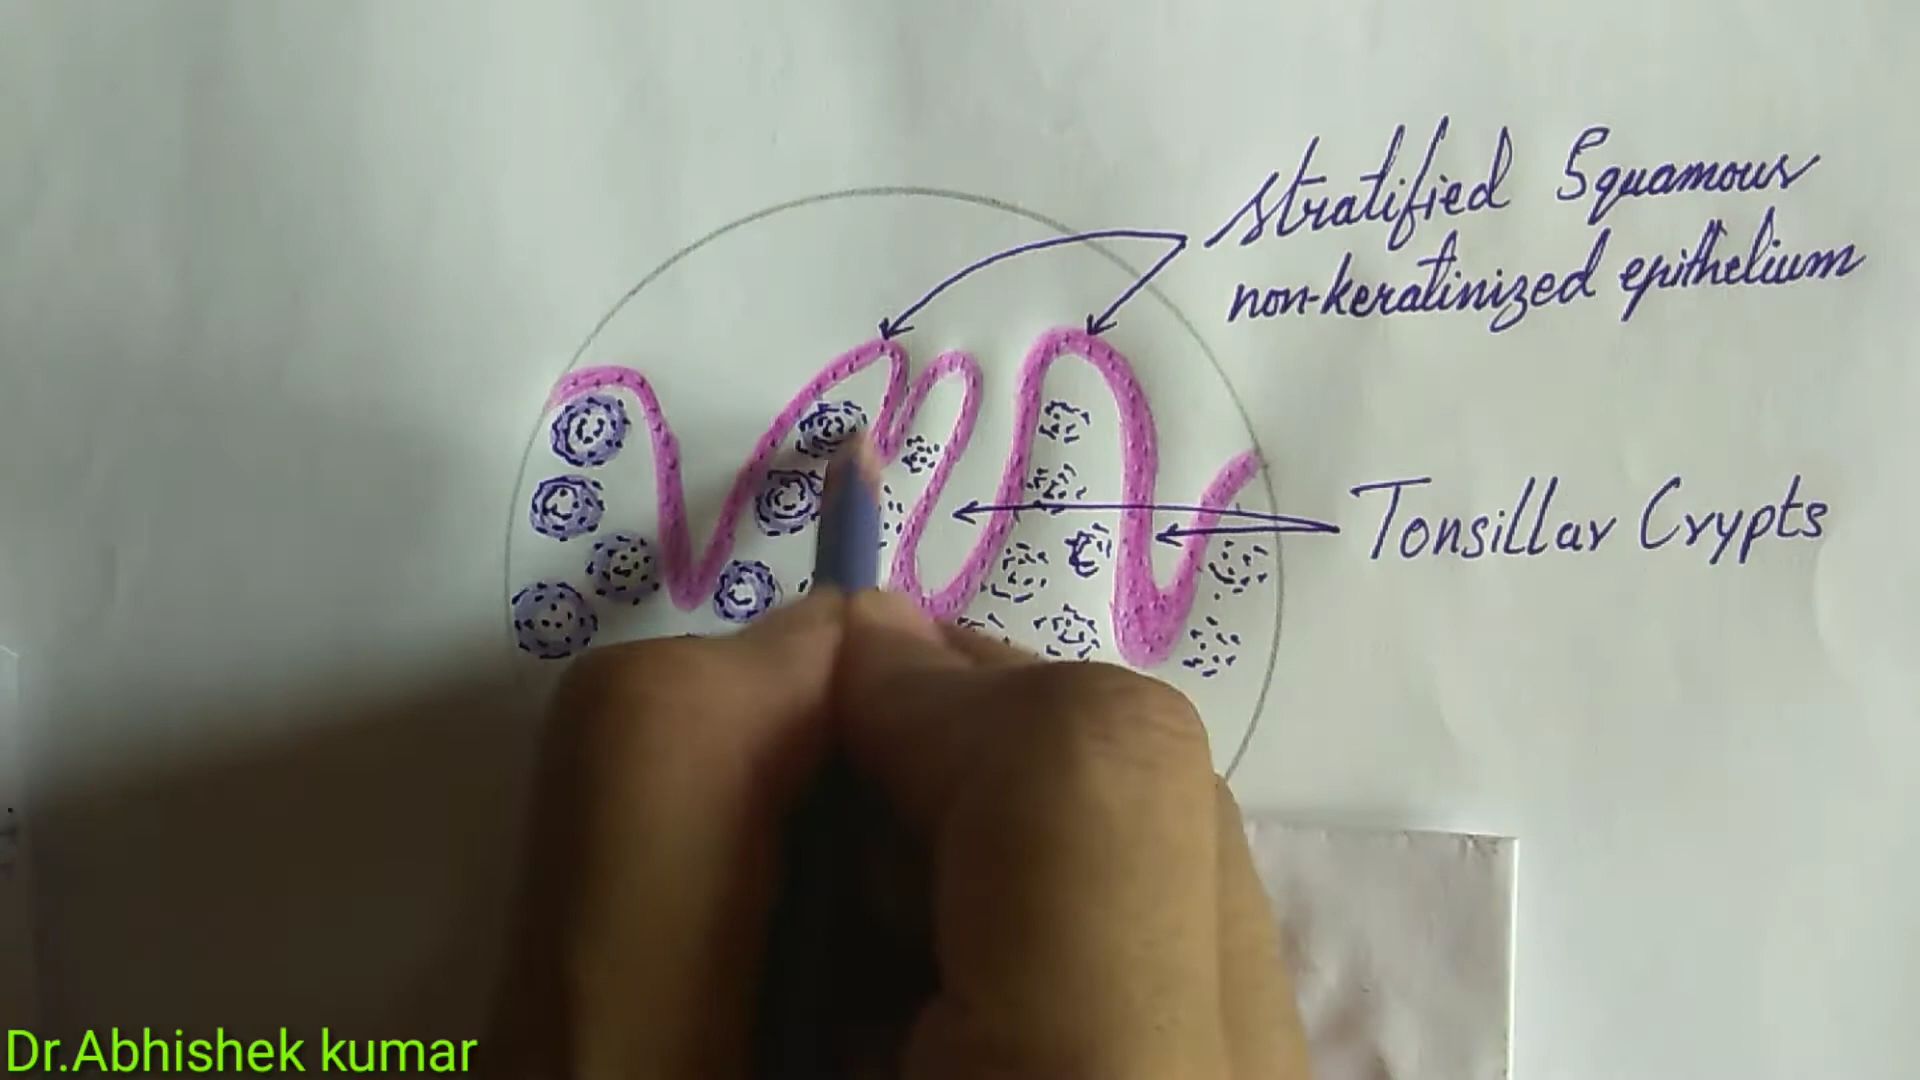 Stratified Squamous
non-keratinized epithelium
Tonsillar Crypts
Dr.Abhishek kumar